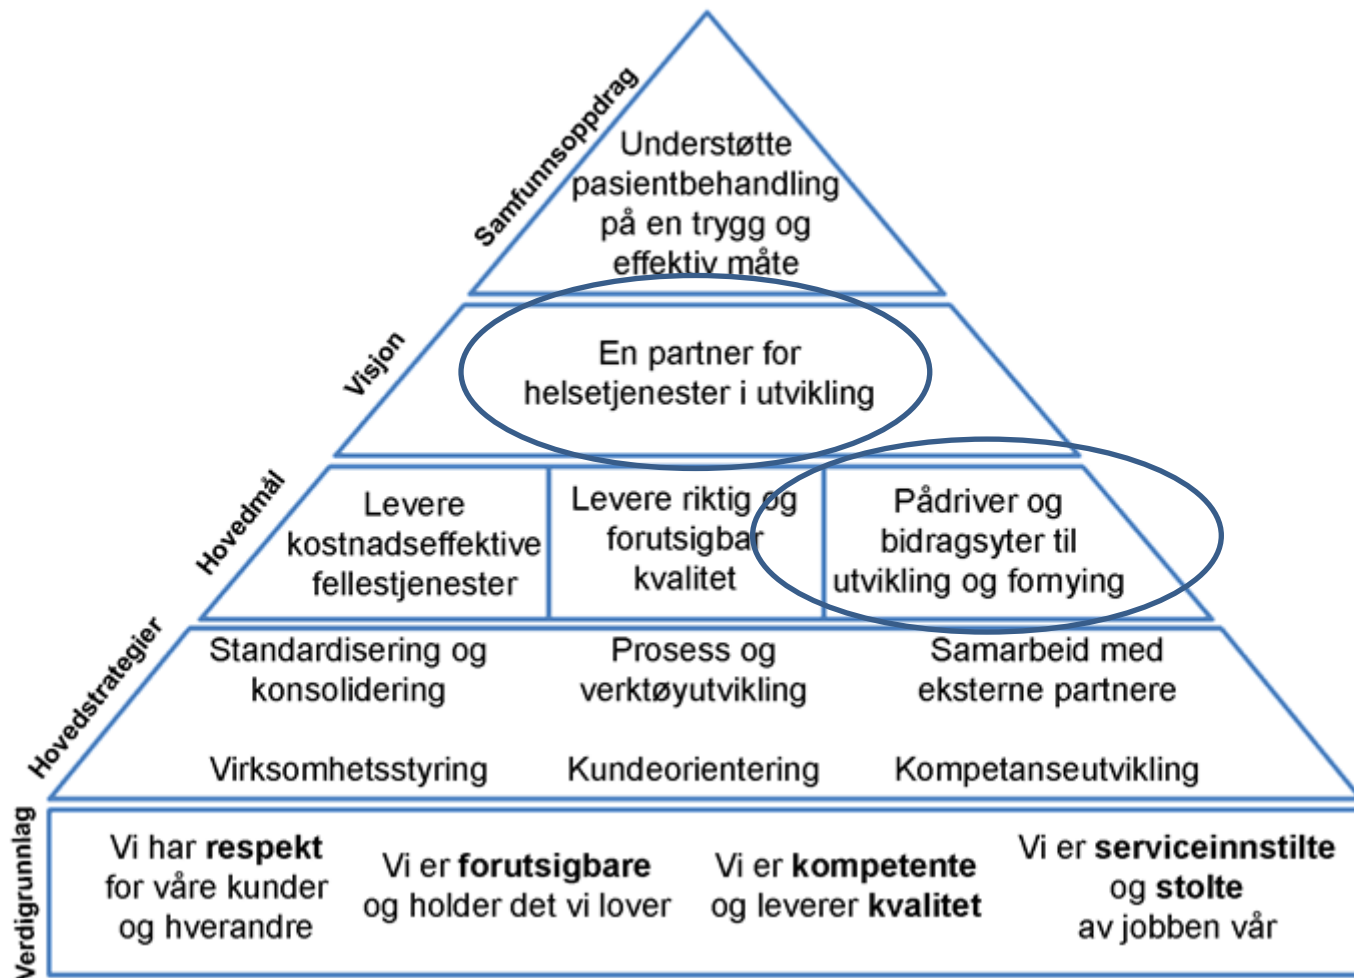 Samfunnsoppdrag
Understøtte
pasientbehandling
på en trygg og
effektiv måte
Visjon
En partner for
helsetjenester i utvikling
Hovedmål
Levere
kostnadseffektive
fellestjenester
Levere riktig og
forutsigbar
kvalitet
Pådriver og
bidragsyter til
utvikling og fornying
Hovedstrategier
Standardisering og
konsolidering
Prosess og
verktøyutvikling
Samarbeid med
eksterne partnere
Virksomhetsstyring
Kundeorientering
Kompetanseutvikling
Verdigrunnlag
Vi har respekt
for våre kunder
og hverandre
Vi er forutsigbare
og holder det vi lover
Vi er kompetente
og leverer kvalitet
Vi er serviceinnstilte
og stolte
av jobben vår